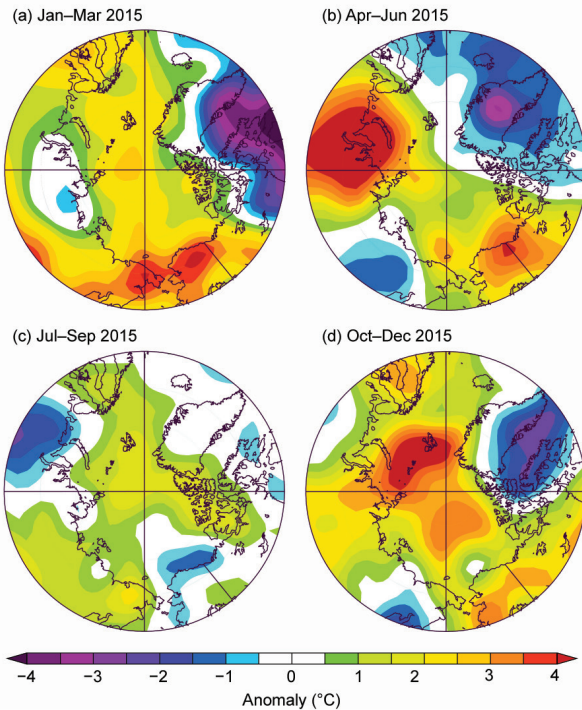 (a) Jan–Mar 2015
(b) Apr–Jun 2015
(c) Jul–Sep 2015
(d) Oct–Dec 2015
−4 −3 −2 −1 0 1 2 3 4
Anomaly (°C)